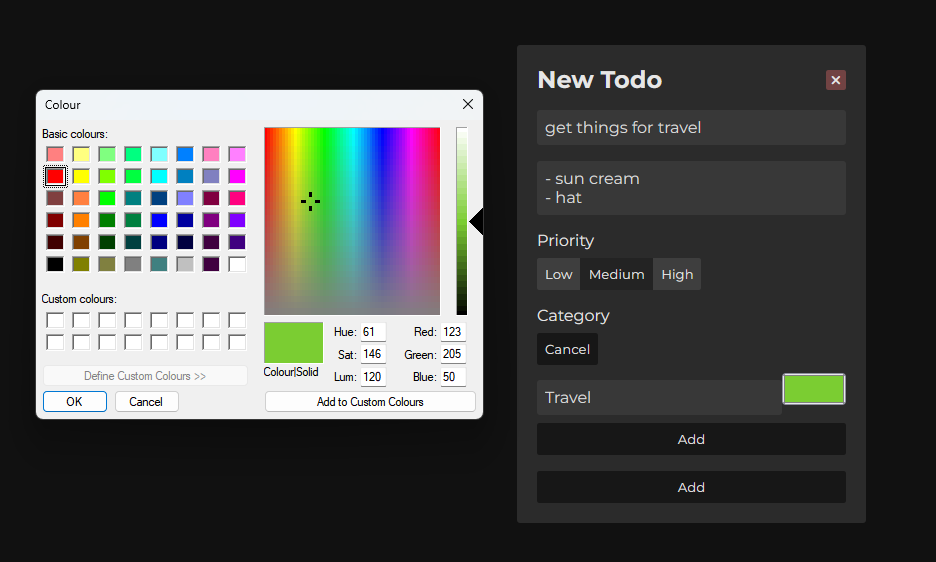 Colour
Basic colours:
Custom colours:
Define Custom Colours >>
OK
Cancel
Hue: 61
Sat: 146
Lum: 120
Red: 123
Green: 205
Blue: 50
Colour|Solid
Add to Custom Colours
New Todo
get things for travel
- sun cream
- hat
Priority
Low Medium High
Category
Cancel
Travel
Add
Add